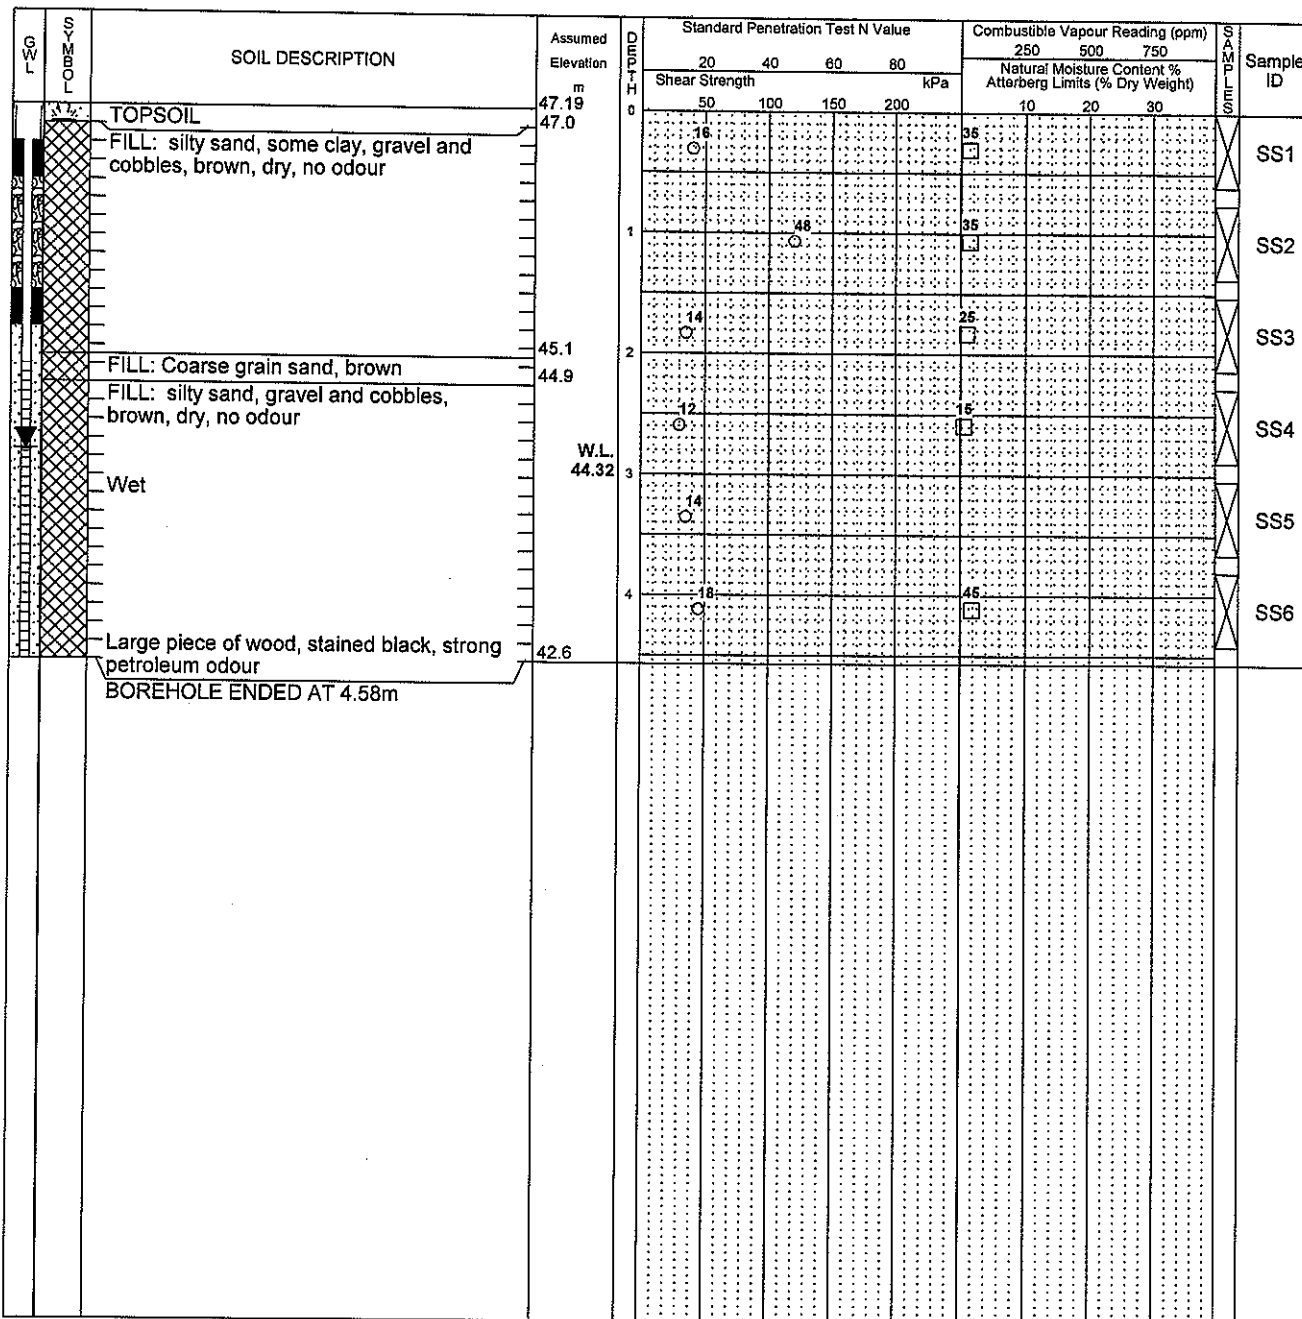 GWL
SYMBOL
SOIL DESCRIPTION
Assumed
Elevation
m
DEPTH
Standard Penetration Test N Value
20 40 60 80
Shear Strength kPa
50 100 150 200
Combustible Vapour Reading (ppm)
250 500 750
Natural Moisture Content %
Atterberg Limits (% Dry Weight)
10 20 30
SAMPLES
Sample
ID
47.19
0
TOPSOIL
47.0
FILL: silty sand, some clay, gravel and
cobbles, brown, dry, no odour
16
35
SS1
1
48
35
SS2
14
25
SS3
45.1
2
FILL: Coarse grain sand, brown
44.9
FILL: silty sand, gravel and cobbles,
brown, dry, no odour
12
15
SS4
W.L.
44.32
3
Wet
14
SS5
4
18
45
SS6
Large piece of wood, stained black, strong
petroleum odour
42.6
BOREHOLE ENDED AT 4.58m